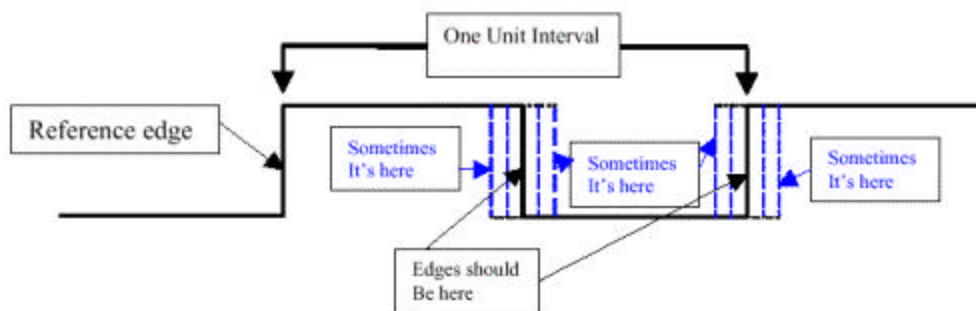 One Unit Interval
Reference edge
Sometimes
It's here
Sometimes
It's here
Sometimes
It's here
Edges should
Be here